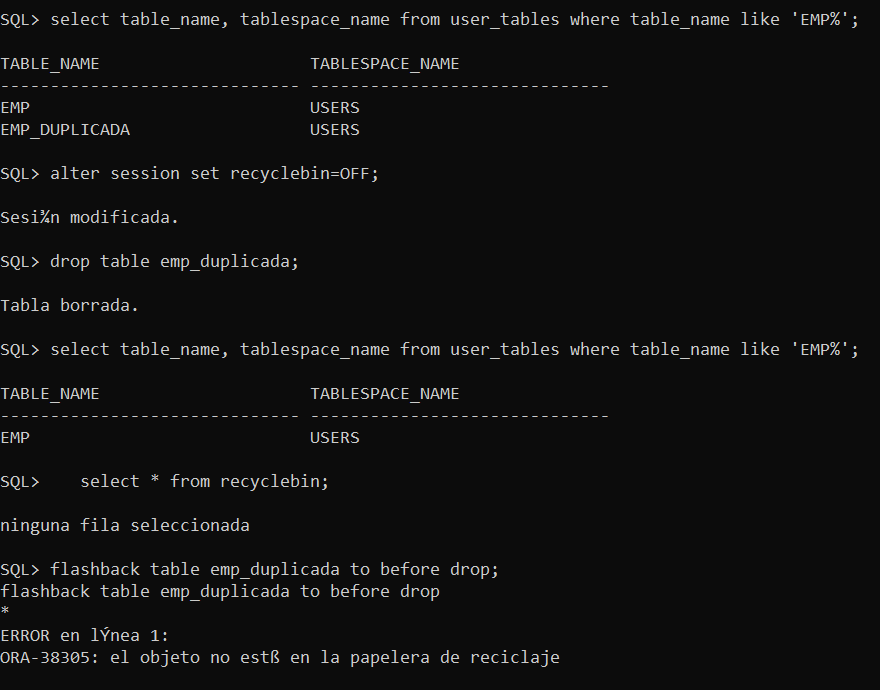 SQL> select table_name, tablespace_name from user_tables where table_name like 'EMP%';
TABLE_NAME                     TABLESPACE_NAME
------------------------------ ------------------------------
EMP                            USERS
EMP_DUPLICADA                  USERS
SQL> alter session set recyclebin=OFF;
Sesi¾n modificada.
SQL> drop table emp_duplicada;
Tabla borrada.
SQL> select table_name, tablespace_name from user_tables where table_name like 'EMP%';
TABLE_NAME                     TABLESPACE_NAME
------------------------------ ------------------------------
EMP                            USERS
SQL>    select * from recyclebin;
ninguna fila seleccionada
SQL> flashback table emp_duplicada to before drop;
flashback table emp_duplicada to before drop
*
ERROR en lÝnea 1:
ORA-38305: el objeto no estß en la papelera de reciclaje